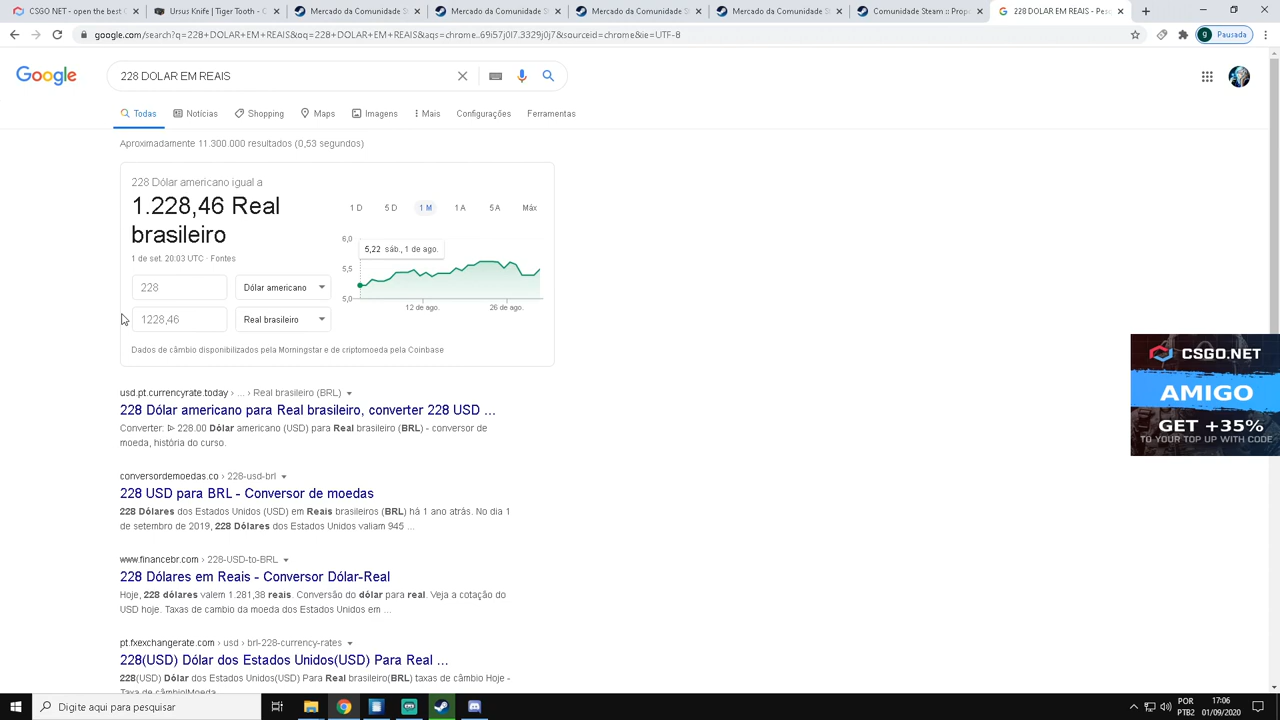 CSGO NET - open the best C
Ursus Knife | Tiger Tooth - C
Mercado da Comunidade S
Mercado da Comunidade S
Mercado da Comunidade S
Mercado da Comunidade S
Comunidade Steam :: Prop
228 DOLAR EM REAIS - Pes
google.com/search?q=228+DOLAR+EM+REAIS&oq=228+DOLAR+EM+REAIS&aqs=chrome..69i57j0l7.3329j0j7&sourceid=chrome&ie=UTF-8
g Pausada
Google
228 DOLAR EM REAIS
Todas Notícias Shopping Maps Imagens Mais Configurações Ferramentas
Aproximadamente 11.300.000 resultados (0,53 segundos)
228 Dólar americano igual a
1.228,46 Real
brasileiro
1 de set. 20:03 UTC · Fontes
228 Dólar americano
1228,46 Real brasileiro
1 D 5 D 1 M 1 A 5 A Máx
6,0
5,22 sáb., 1 de ago.
5,5
5,0
12 de ago. 26 de ago.
Dados de câmbio disponibilizados pela Morningstar e de criptomoeda pela Coinbase
usd.pt.currencyrate.today › ... › Real brasileiro (BRL)
228 Dólar americano para Real brasileiro, converter 228 USD ...
Converter: ᐈ 228.00 Dólar americano (USD) para Real brasileiro (BRL) - conversor de
moeda, história do curso.
conversordemoedas.co › 228-usd-brl
228 USD para BRL - Conversor de moedas
228 Dólares dos Estados Unidos (USD) em Reais brasileiros (BRL) há 1 ano atrás. No dia 1
de setembro de 2019, 228 Dólares dos Estados Unidos valiam 945 ...
www.financebr.com › 228-USD-to-BRL
228 Dólares em Reais - Conversor Dólar-Real
Hoje, 228 dólares valem 1.281,38 reais. Conversão do dólar para real. Veja a cotação do
USD hoje. Taxas de cambio da moeda dos Estados Unidos em ...
pt.fxexchangerate.com › usd › brl-228-currency-rates
228(USD) Dólar dos Estados Unidos(USD) Para Real ...
228(USD) Dólar dos Estados Unidos(USD) Para Real brasileiro(BRL) taxas de câmbio Hoje -
Taxa de câmbio|Moeda
CSGO.NET
AMIGO
GET +35%
TO YOUR TOP UP WITH CODE
Digite aqui para pesquisar
POR
PTB2
17:06
01/09/2020